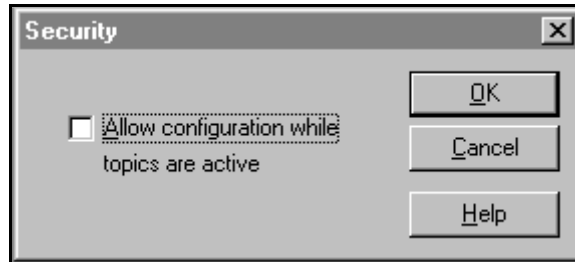 Security
Allow configuration while
topics are active
OK
Cancel
Help